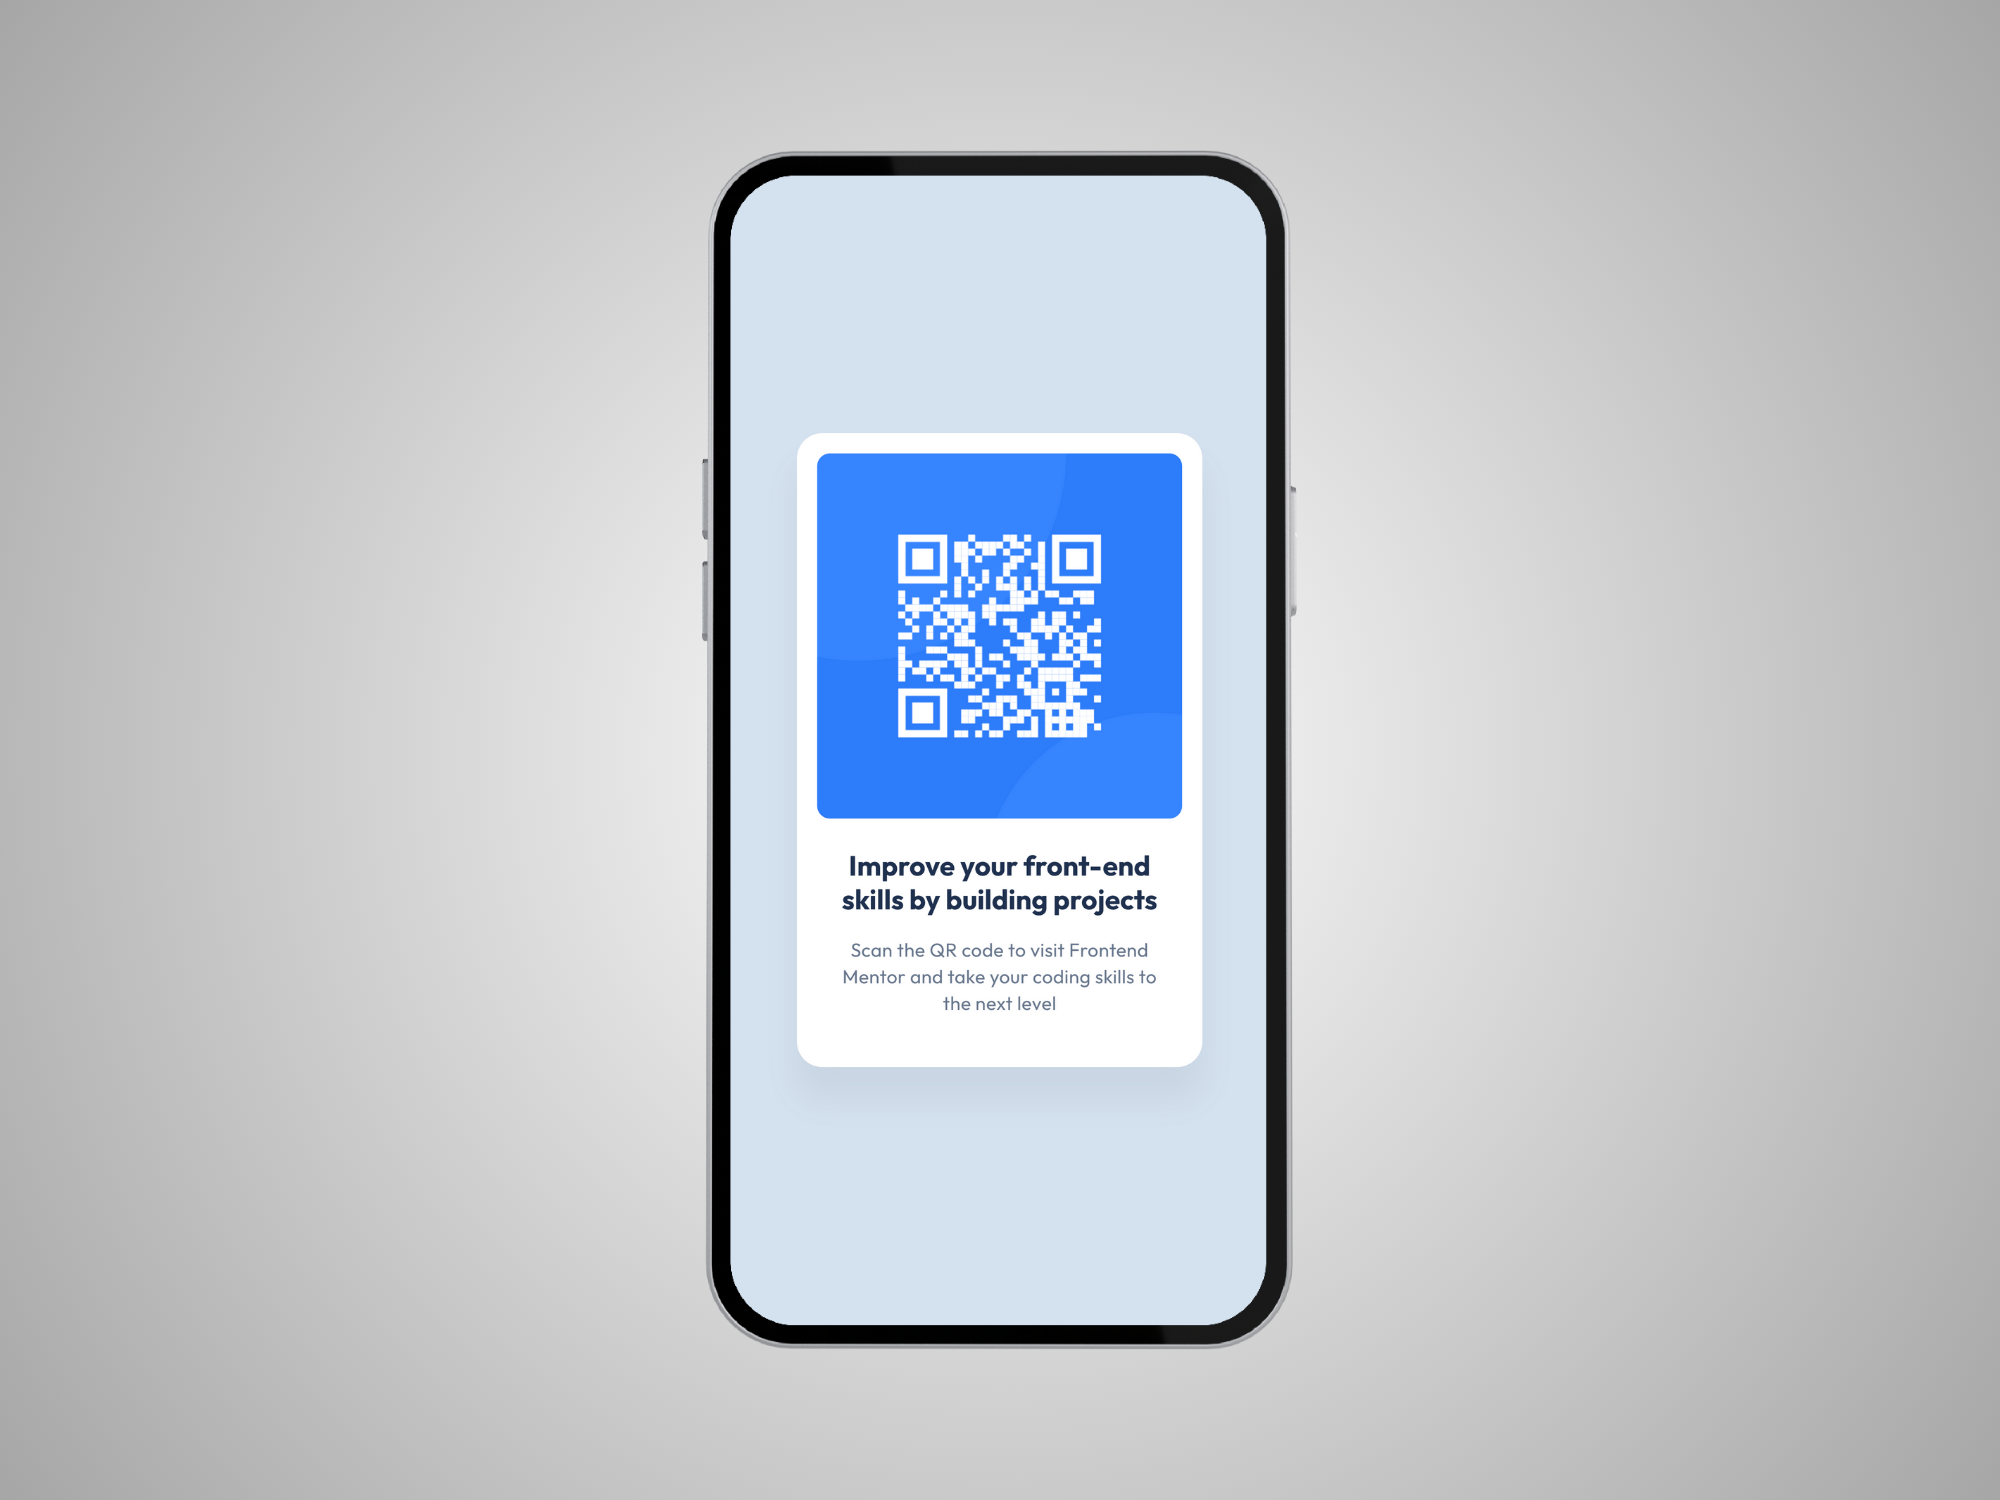 Improve your front-end
skills by building projects
Scan the QR code to visit Frontend
Mentor and take your coding skills to
the next level